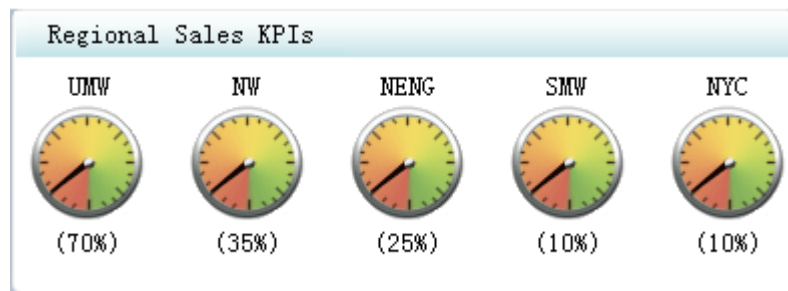 Regional Sales KPIs
UMW NW NENG SMW NYC
(70%) (35%) (25%) (10%) (10%)